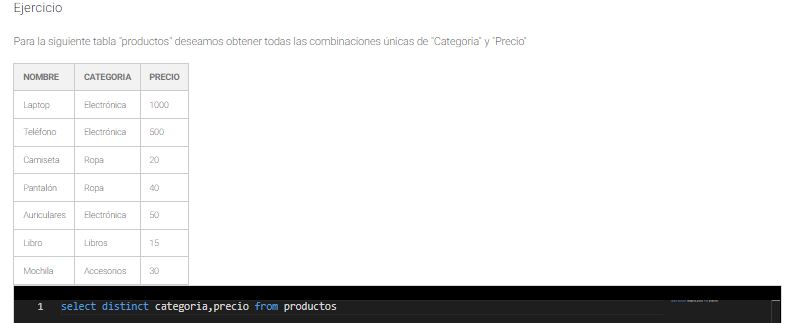 Ejercicio
Para la siguiente tabla "productos" deseamos obtener todas las combinaciones únicas de "Categoria" y "Precio"
NOMBRE CATEGORIA PRECIO
Laptop Electrónica 1000
Teléfono Electrónica 500
Camiseta Ropa 20
Pantalón Ropa 40
Auriculares Electrónica 50
Libro Libros 15
Mochila Accesorios 30
1 select distinct categoria,precio from productos